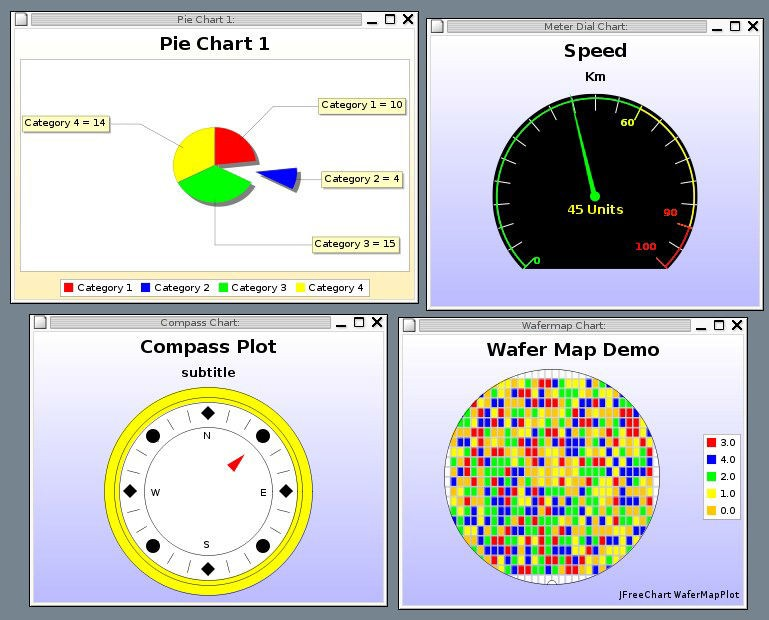 Pie Chart 1:
Pie Chart 1
Category 1 = 10
Category 4 = 14
Category 2 = 4
Category 3 = 15
Category 1 Category 2 Category 3 Category 4
Meter Dial Chart:
Speed
Km
60
45 Units
90
100
0
Compass Chart:
Compass Plot
subtitle
N
W E
S
Wafermap Chart:
Wafer Map Demo
3.0
4.0
2.0
1.0
0.0
JFreeChart WaferMapPlot